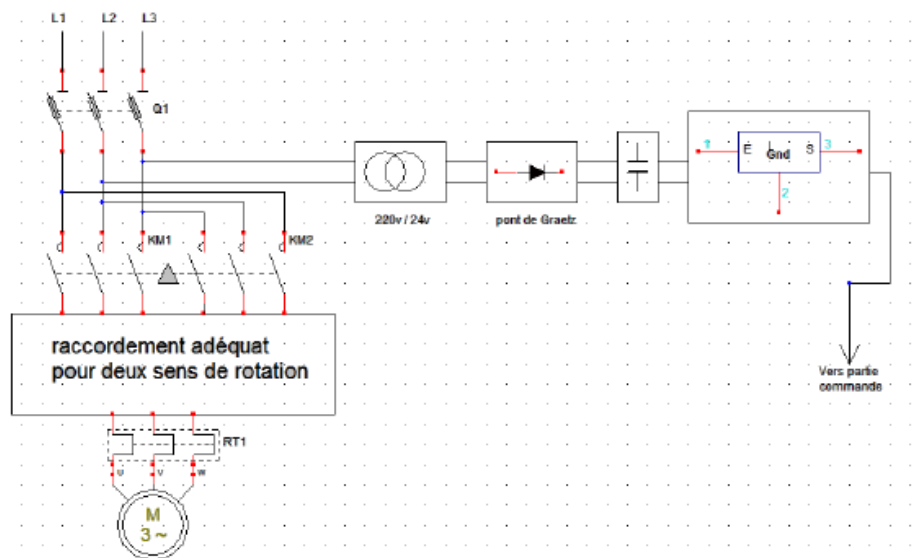 L1 L2 L3
Q1
1 E Gnd S 3
2
220v / 24v
pont de Graetz
KM1 KM2
raccordement adéquat
pour deux sens de rotation
Vers partie
commande
RT1
U V W
M
3 ~